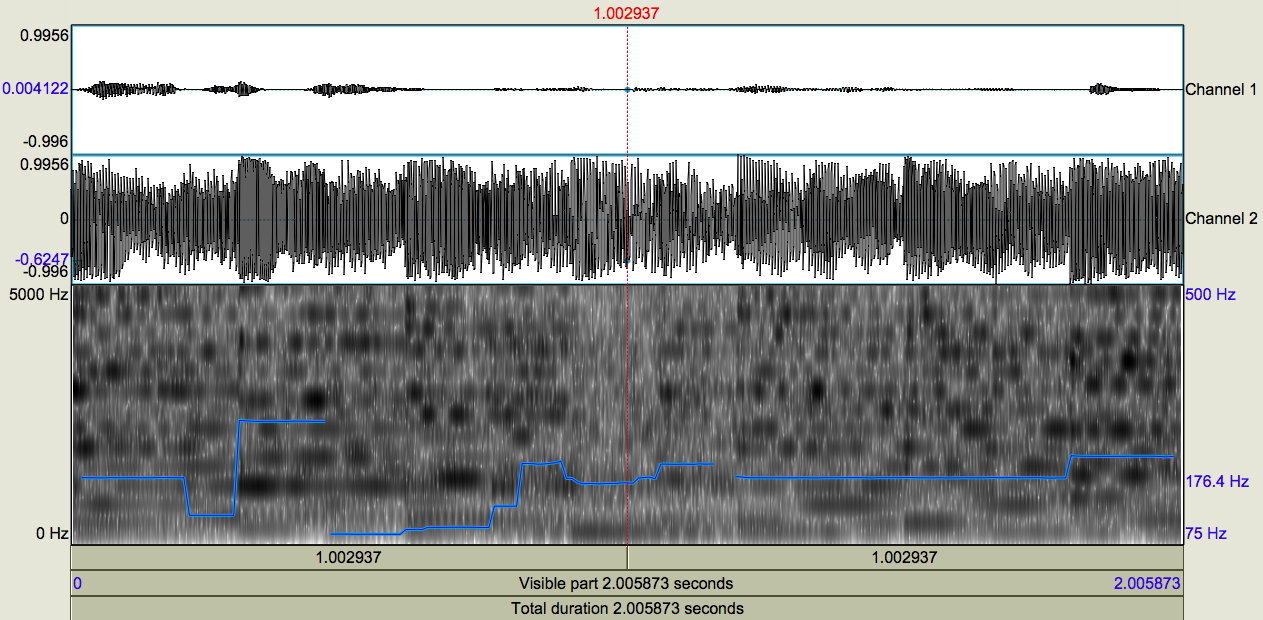 1.002937
0.9956
0.004122
Channel 1
-0.996
0.9956
0
Channel 2
-0.6247
-0.996
5000 Hz
500 Hz
176.4 Hz
0 Hz
75 Hz
1.002937
1.002937
0
Visible part 2.005873 seconds
2.005873
Total duration 2.005873 seconds